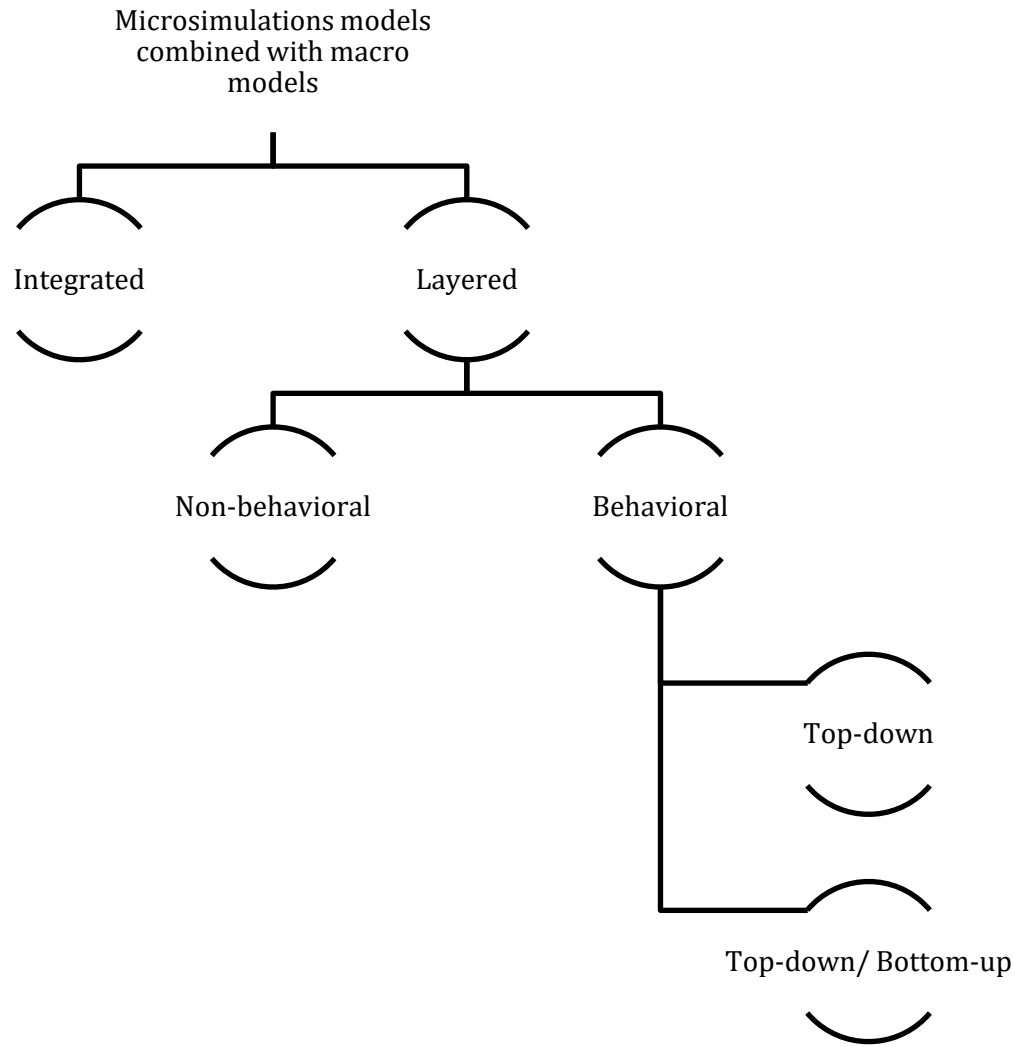 Microsimulations models
combined with macro
models
Integrated
Layered
Non-behavioral
Behavioral
Top-down
Top-down/ Bottom-up